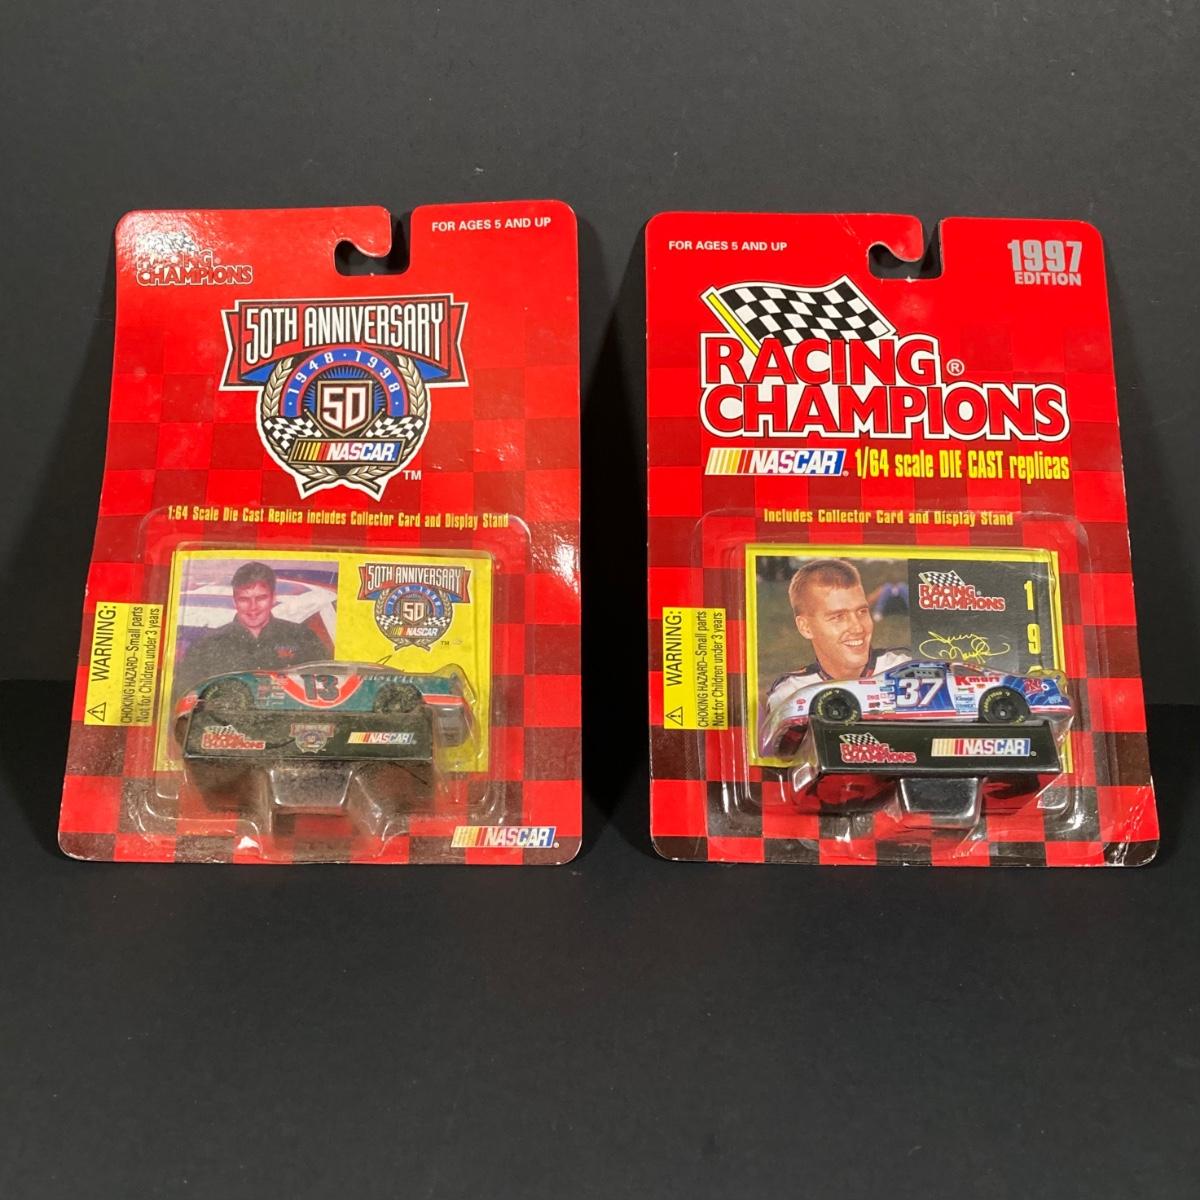 RACING®
CHAMPIONS
FOR AGES 5 AND UP
50TH ANNIVERSARY
1948 · 1998
50
NASCAR
TM
1:64 Scale Die Cast Replica includes Collector Card and Display Stand
WARNING:
CHOKING HAZARD--Small parts
Not for Children under 3 years
50TH ANNIVERSARY
50
NASCAR
TM
13
RACING
CHAMPIONS
NASCAR
NASCAR®
FOR AGES 5 AND UP
1997
EDITION
RACING®
CHAMPIONS
NASCAR® 1/64 scale DIE CAST replicas
Includes Collector Card and Display Stand
WARNING:
CHOKING HAZARD--Small parts
Not for Children under 3 years
RACING
CHAMPIONS
1
9
37
Kmart
RACING
CHAMPIONS
NASCAR®